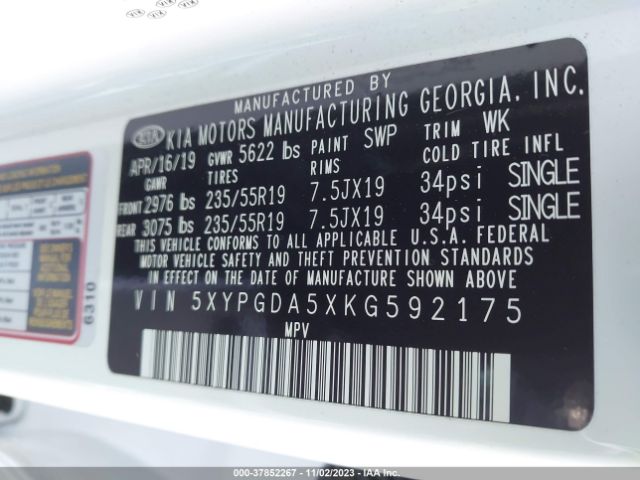 MANUFACTURED BY
KIA KIA MOTORS MANUFACTURING GEORGIA, INC.
APR/16/19 GVWR 5622 lbs PAINT SWP TRIM WK
GAWR TIRES RIMS COLD TIRE INFL
FRONT 2976 lbs 235/55R19 7.5JX19 34psi SINGLE
REAR 3075 lbs 235/55R19 7.5JX19 34psi SINGLE
THIS VEHICLE CONFORMS TO ALL APPLICABLE U.S.A. FEDERAL
MOTOR VEHICLE SAFETY AND THEFT PREVENTION STANDARDS
IN EFFECT ON THE DATE OF MANUFACTURE SHOWN ABOVE
VIN 5XYPGDA5XKG592175
MPV
6310
© - 37852267 - 11/02/2023 - IAA Inc.